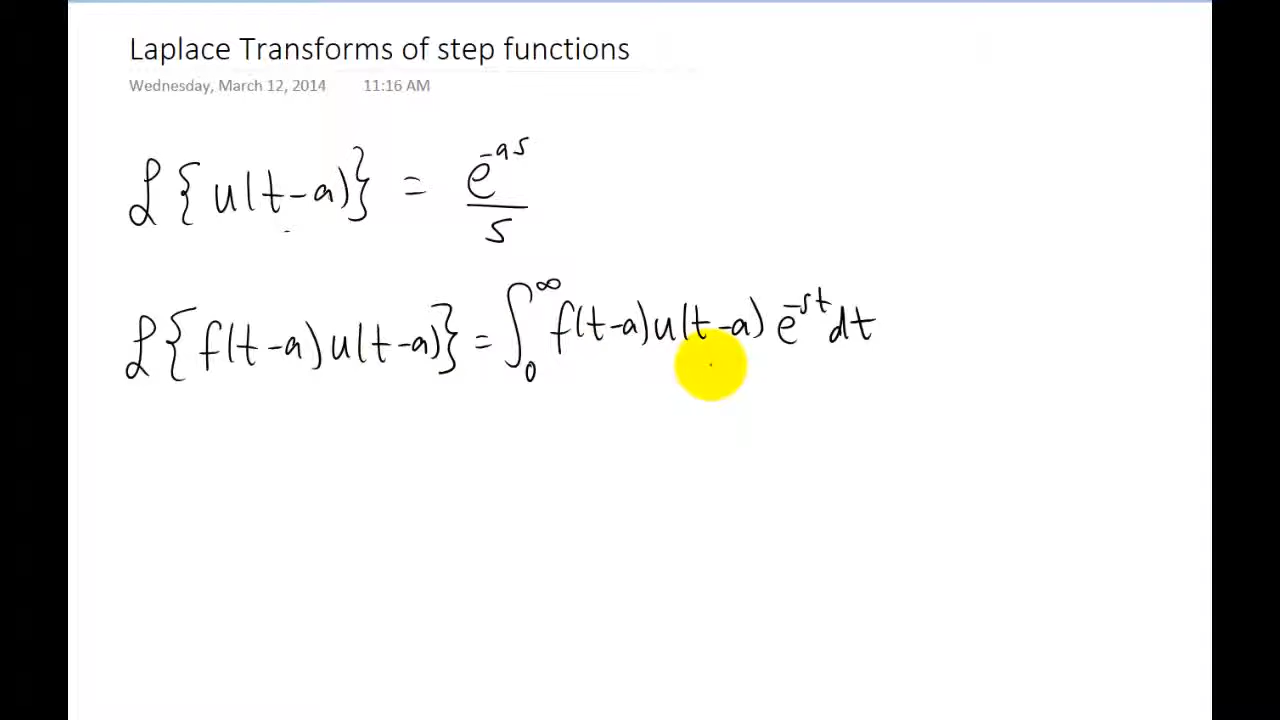 Laplace Transforms of step functions
Wednesday, March 12, 2014 11:16 AM
ℒ{u(t-a)} = e^{-as}/s
ℒ{f(t-a)u(t-a)} = ∫_0^∞ f(t-a)u(t-a) e^{-st} dt